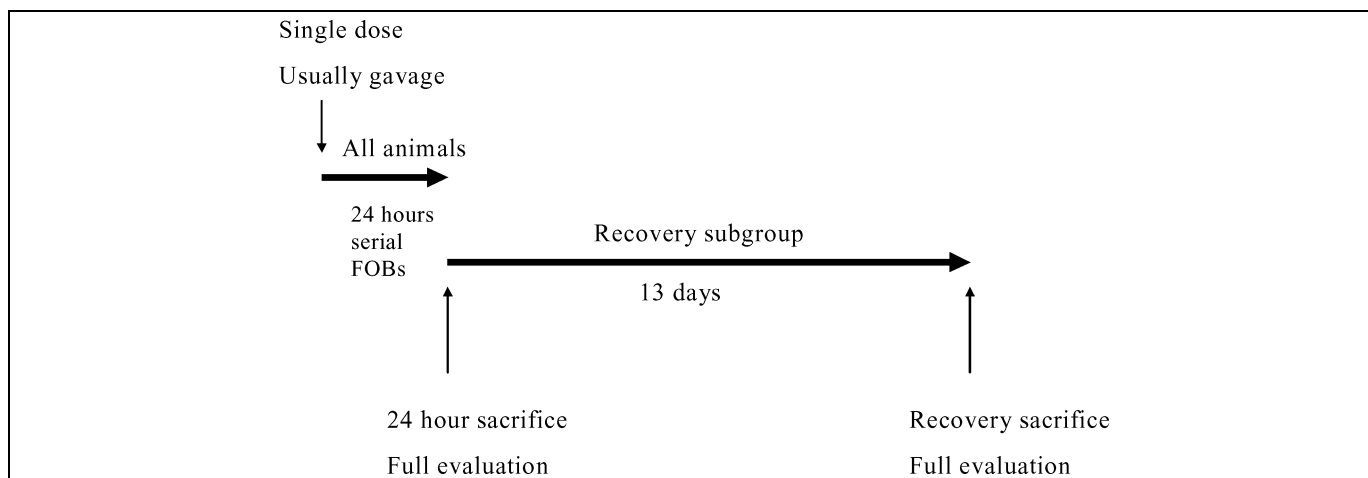 Single dose
Usually gavage
All animals
24 hours
serial
FOBs
Recovery subgroup
13 days
24 hour sacrifice
Full evaluation
Recovery sacrifice
Full evaluation